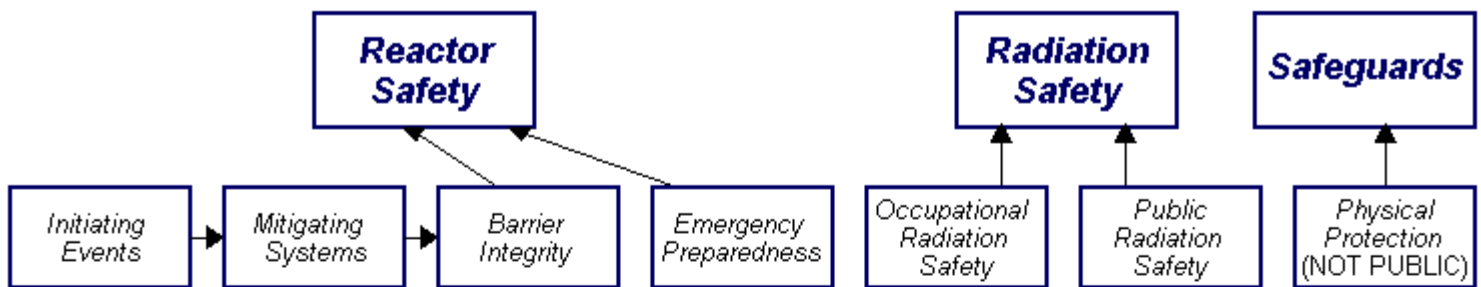 Reactor
Safety
Radiation
Safety
Safeguards
Initiating
Events
Mitigating
Systems
Barrier
Integrity
Emergency
Preparedness
Occupational
Radiation
Safety
Public
Radiation
Safety
Physical
Protection
(NOT PUBLIC)